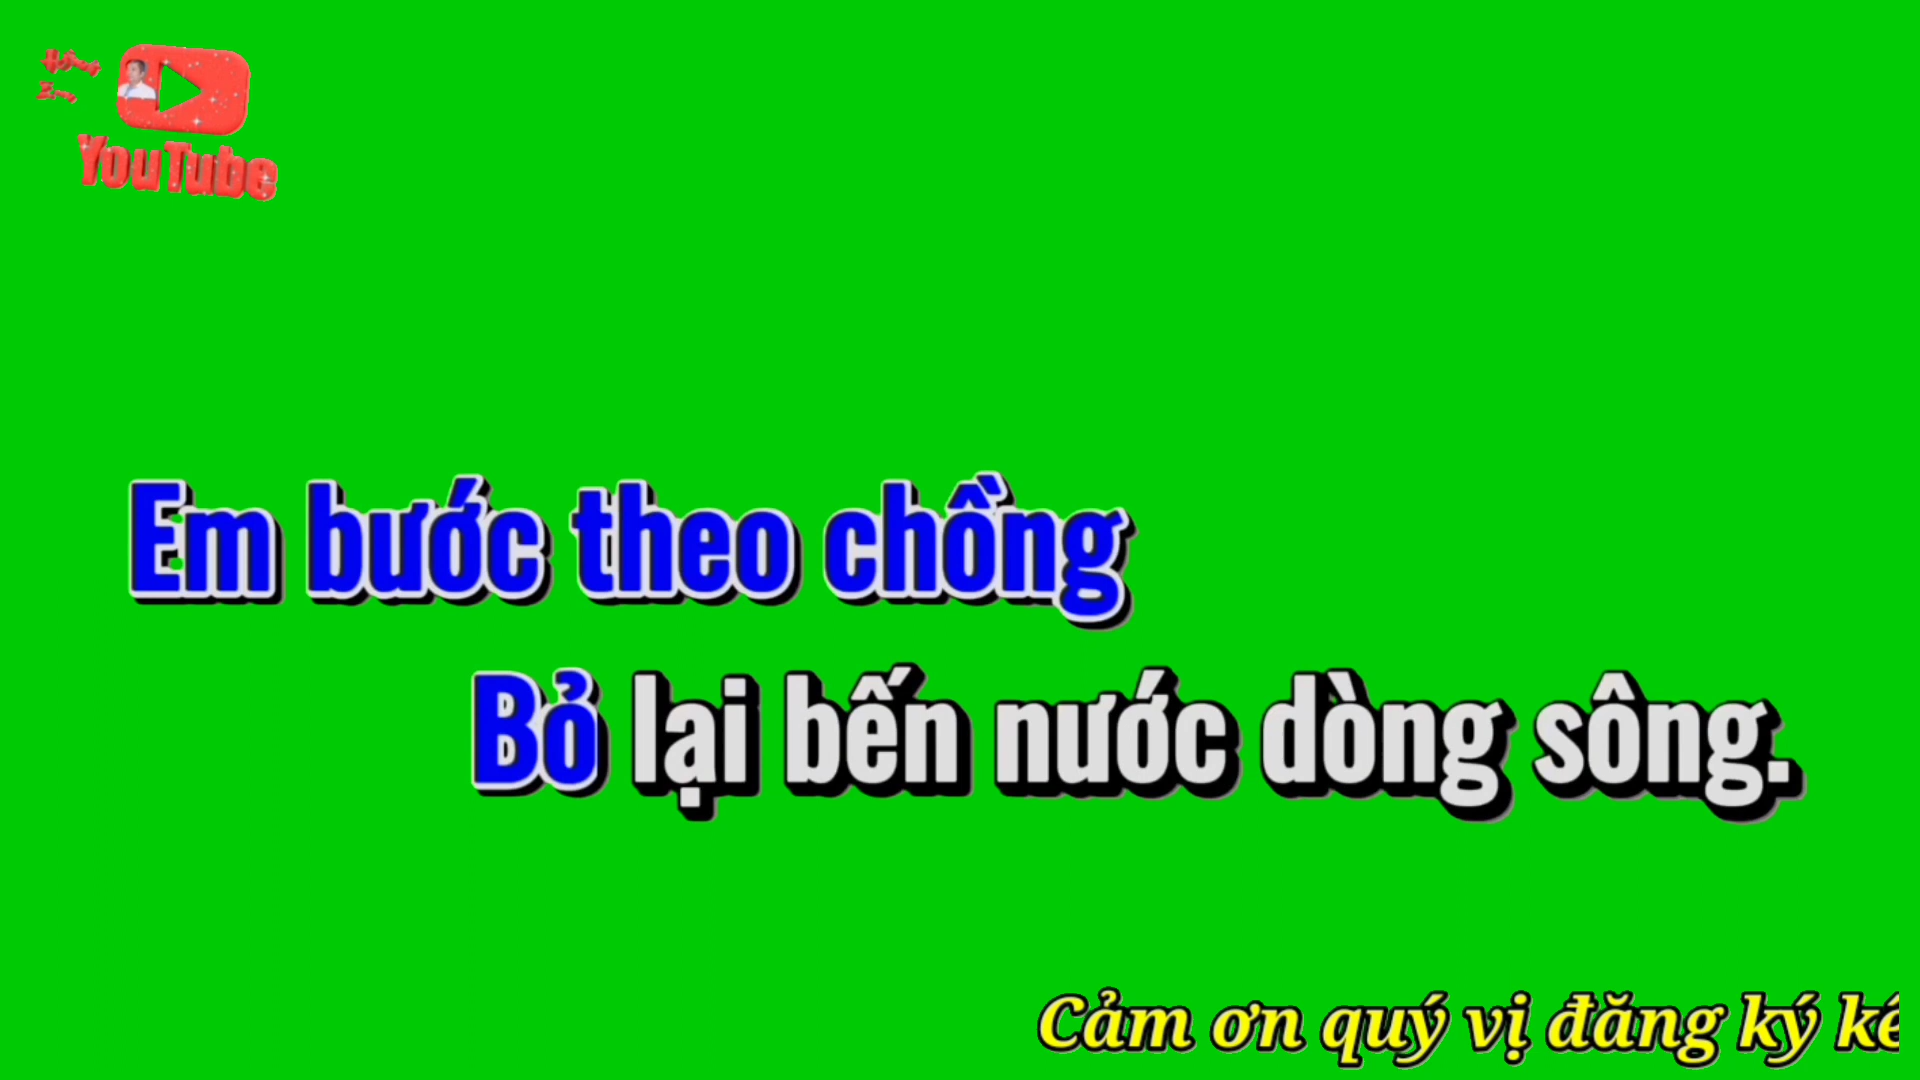 YouTube
Em bước theo chồng
Bỏ lại bến nước dòng sông.
Cảm ơn quý vị đăng ký